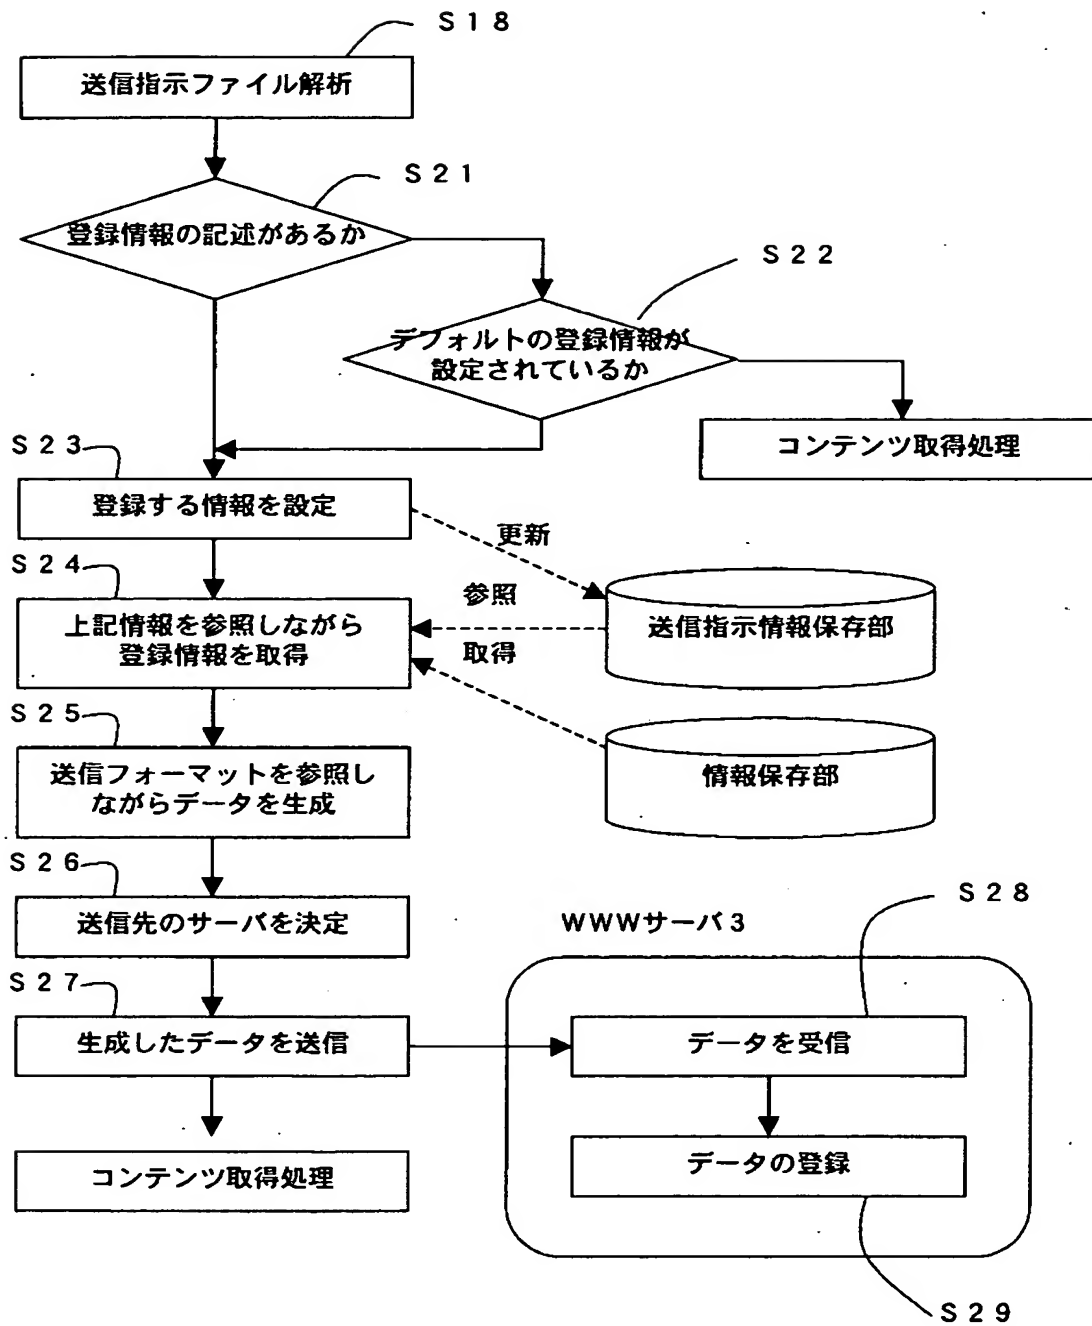 S18
送信指示ファイル解析
S21
登録情報の記述があるか
S22
デフォルトの登録情報が
設定されているか
コンテンツ取得処理
S23
登録する情報を設定
更新
S24
上記情報を参照しながら
登録情報を取得
参照
送信指示情報保存部
取得
S25
送信フォーマットを参照し
ながらデータを生成
情報保存部
S26
送信先のサーバを決定
WWWサーバ3
S28
S27
生成したデータを送信
データを受信
コンテンツ取得処理
データの登録
S29